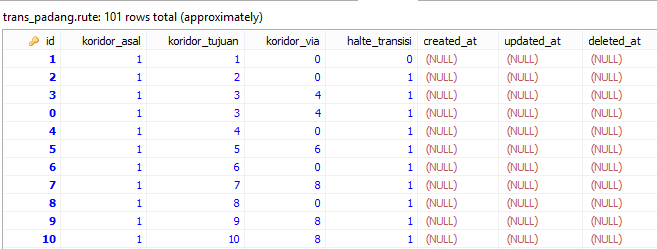 trans_padang.rute: 101 rows total (approximately)
id koridor_asal koridor_tujuan koridor_via halte_transisi created_at updated_at deleted_at
1 1 1 0 0 (NULL) (NULL) (NULL)
2 1 2 0 1 (NULL) (NULL) (NULL)
3 1 3 4 1 (NULL) (NULL) (NULL)
0 1 3 4 1 (NULL) (NULL) (NULL)
4 1 4 0 1 (NULL) (NULL) (NULL)
5 1 5 6 1 (NULL) (NULL) (NULL)
6 1 6 0 1 (NULL) (NULL) (NULL)
7 1 7 8 1 (NULL) (NULL) (NULL)
8 1 8 0 1 (NULL) (NULL) (NULL)
9 1 9 8 1 (NULL) (NULL) (NULL)
10 1 10 8 1 (NULL) (NULL) (NULL)